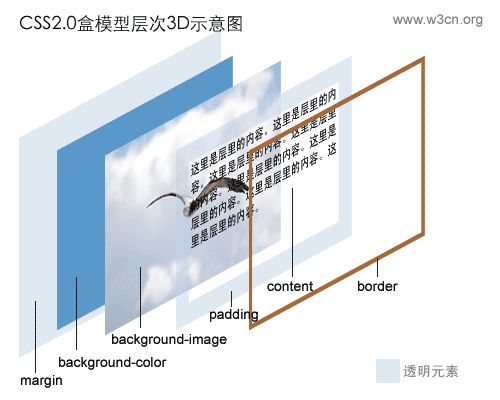 CSS2.0盒模型层次3D示意图
www.w3cn.org
这里是层里的内容。这里是层里的内
容。这里是层里的内容。这里是层里
的内容。这里是层里的内容。这里是
层里的内容。这里是层里的内容。这
里是层里的内容。
content
border
padding
background-image
background-color
margin
透明元素